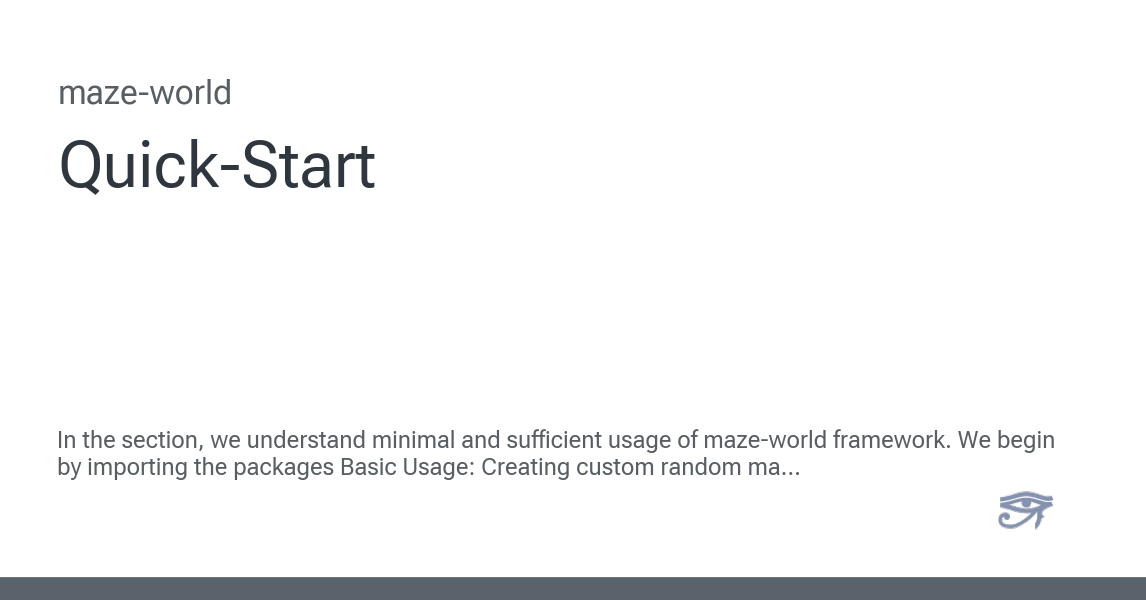 maze-world
Quick-Start
In the section, we understand minimal and sufficient usage of maze-world framework. We begin
by importing the packages Basic Usage: Creating custom random ma...